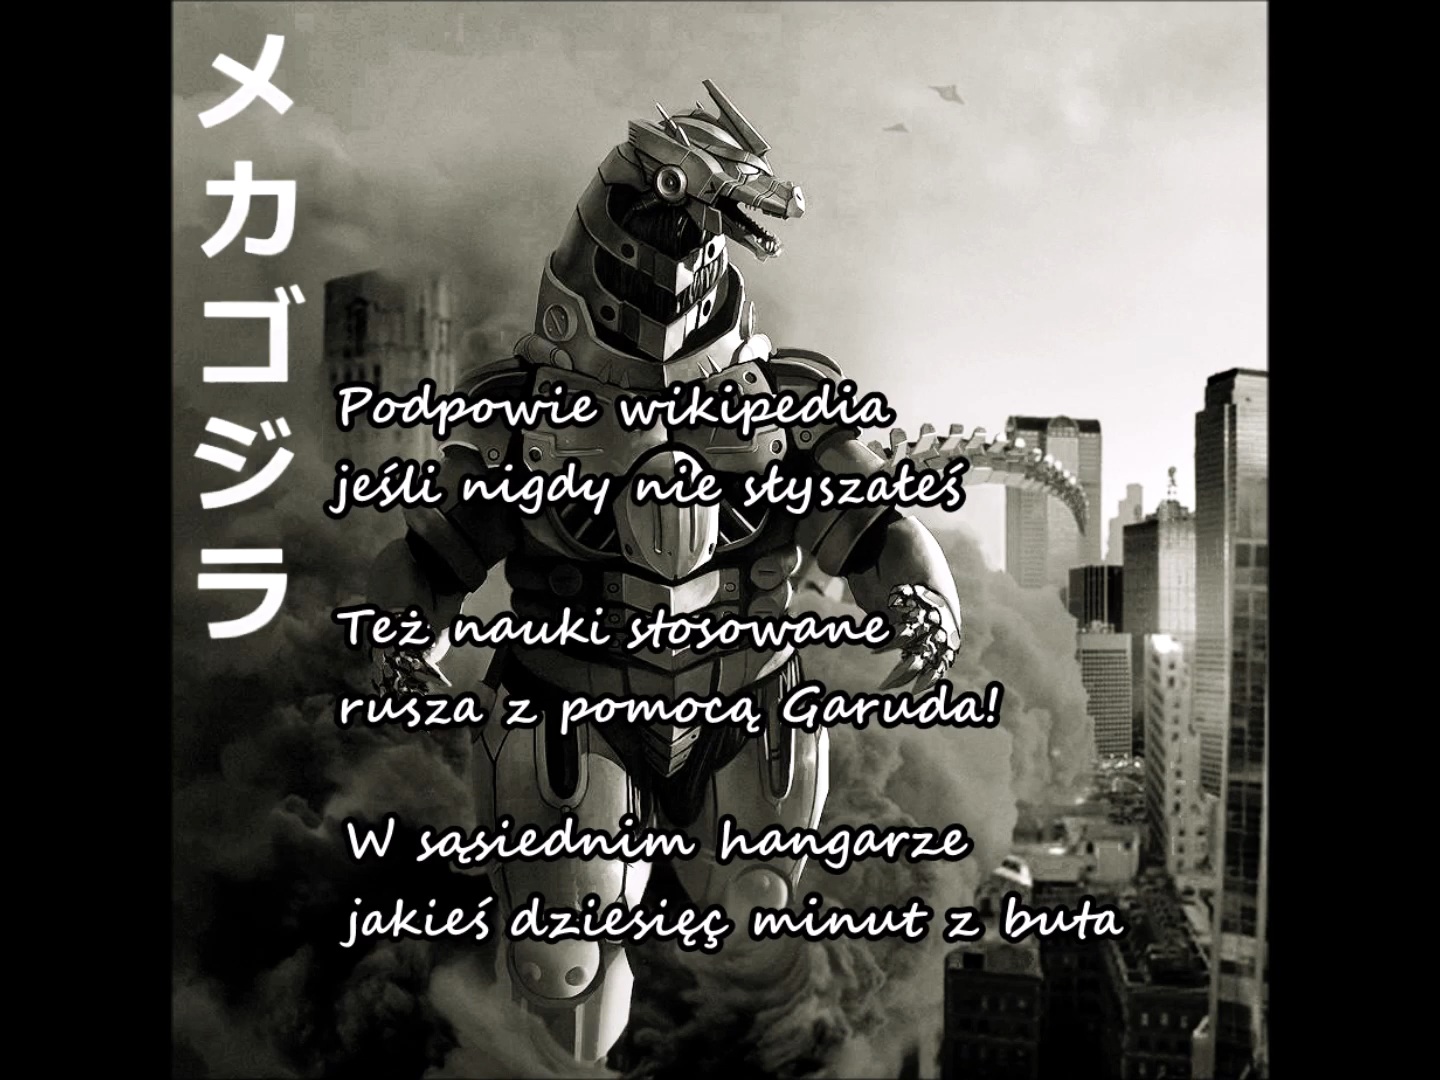 メカゴジラ
Podpowie wikipedia
jeśli nigdy nie słyszałeś
Też nauki stosowane
rusza z pomocą Garuda!
W sąsiednim hangarze
jakieś dziesięç minut z buta